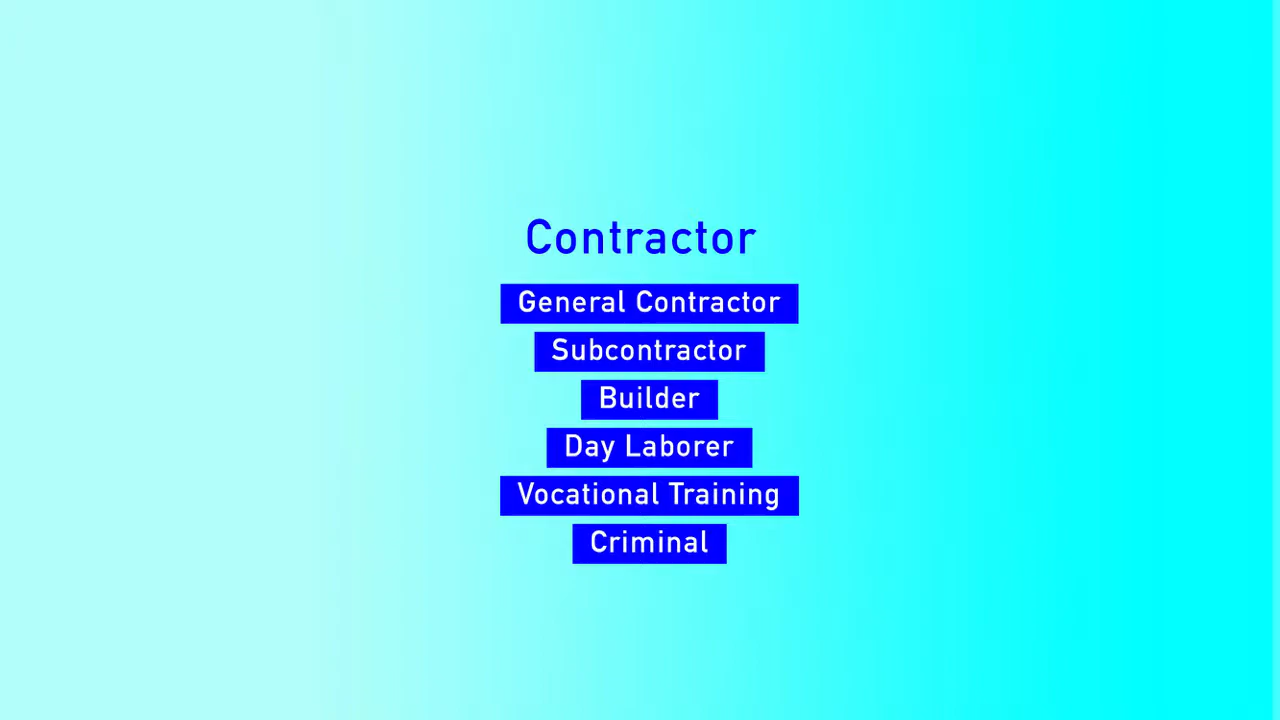 Contractor
General Contractor
Subcontractor
Builder
Day Laborer
Vocational Training
Criminal